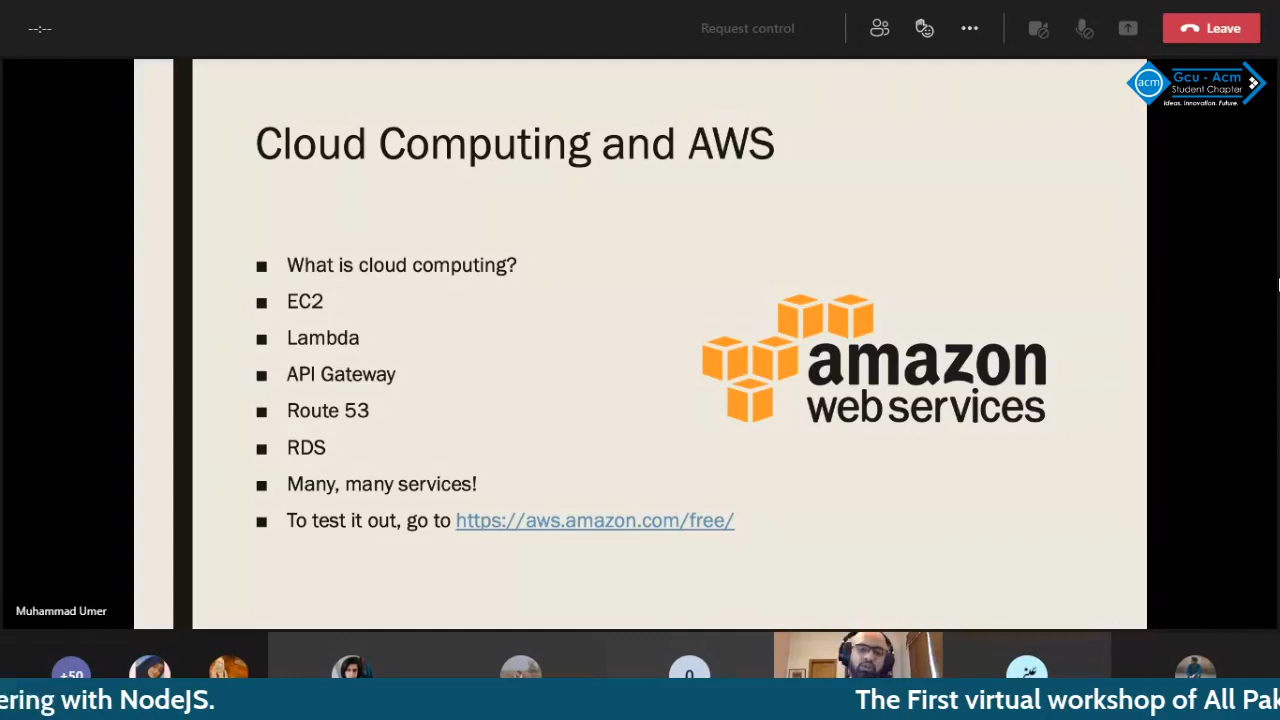 --:--
Request control
Leave
acm
Gcu - Acm
Student Chapter
Ideas. Innovation. Future.
Cloud Computing and AWS
■ What is cloud computing?
■ EC2
■ Lambda
■ API Gateway
■ Route 53
■ RDS
■ Many, many services!
■ To test it out, go to https://aws.amazon.com/free/
amazon
web services
Muhammad Umer
+50
ering with NodeJS.
The First virtual workshop of All Pak